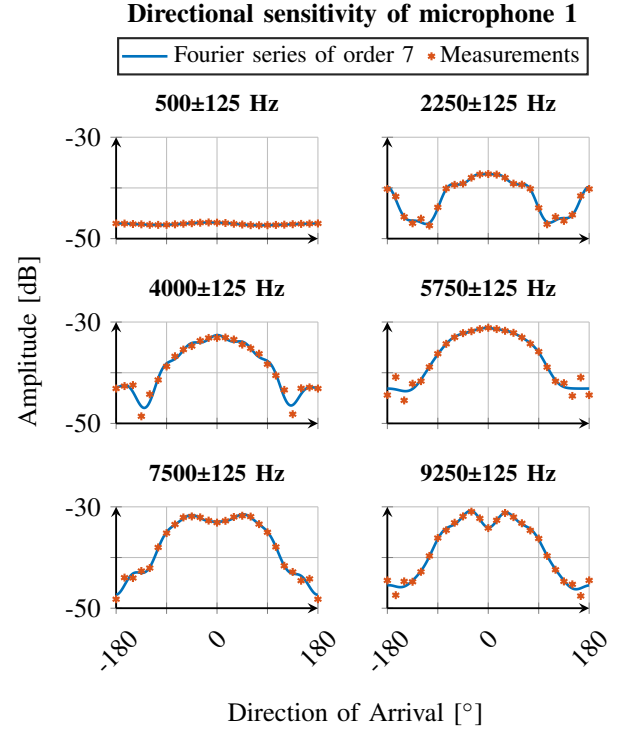 Directional sensitivity of microphone 1
Fourier series of order 7 Measurements
500±125 Hz
2250±125 Hz
-30
-50
4000±125 Hz
5750±125 Hz
-30
-50
7500±125 Hz
9250±125 Hz
-30
-50
-180 0 180
-180 0 180
Amplitude [dB]
Direction of Arrival [°]